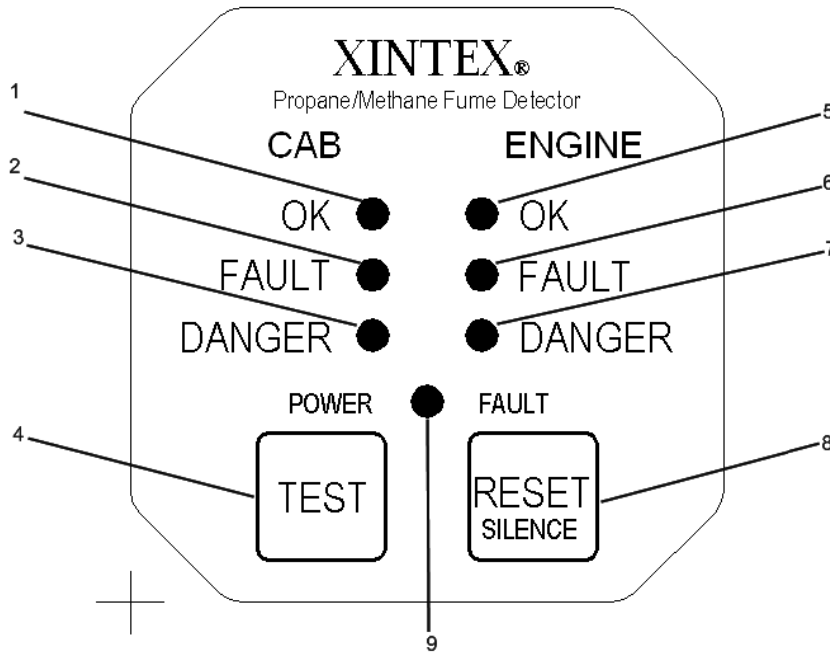 XINTEX®
Propane/Methane Fume Detector
CAB ENGINE
1 5
2 6
OK OK
3 7
FAULT FAULT
DANGER DANGER
POWER FAULT
4 8
TEST RESET
SILENCE
9